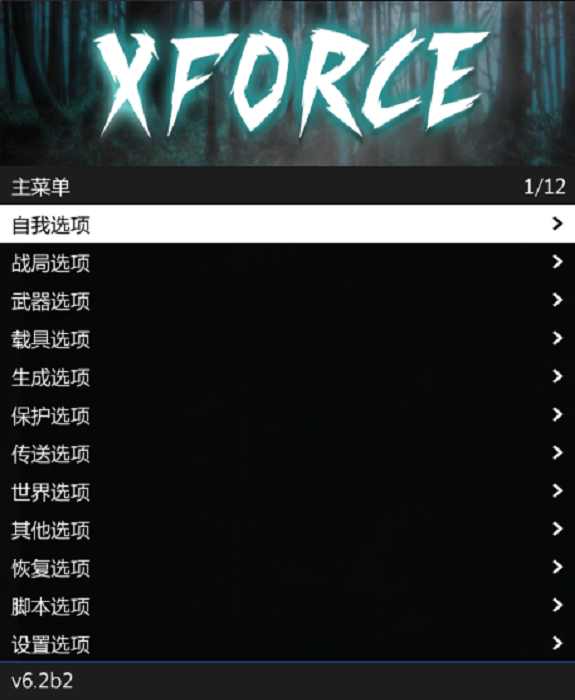 XFORCE
主菜单 1/12
自我选项
战局选项
武器选项
载具选项
生成选项
保护选项
传送选项
世界选项
其他选项
恢复选项
脚本选项
设置选项
v6.2b2